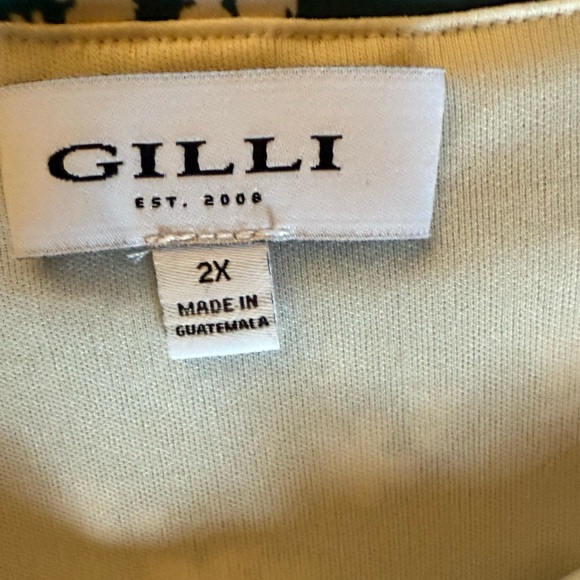 GILLI
EST. 2008
2X
MADE IN
GUATEMALA